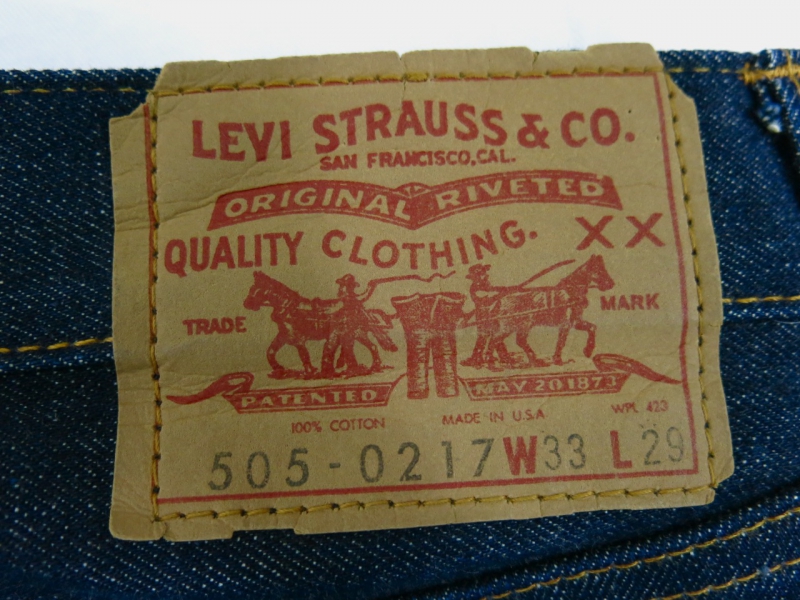 LEVI STRAUSS & CO.
SAN FRANCISCO, CAL.
ORIGINAL RIVETED
QUALITY CLOTHING. XX
TRADE MARK
PATENTED MAY 20 1873
100% COTTON MADE IN U.S.A WPL 423
505-0217 W33 L29